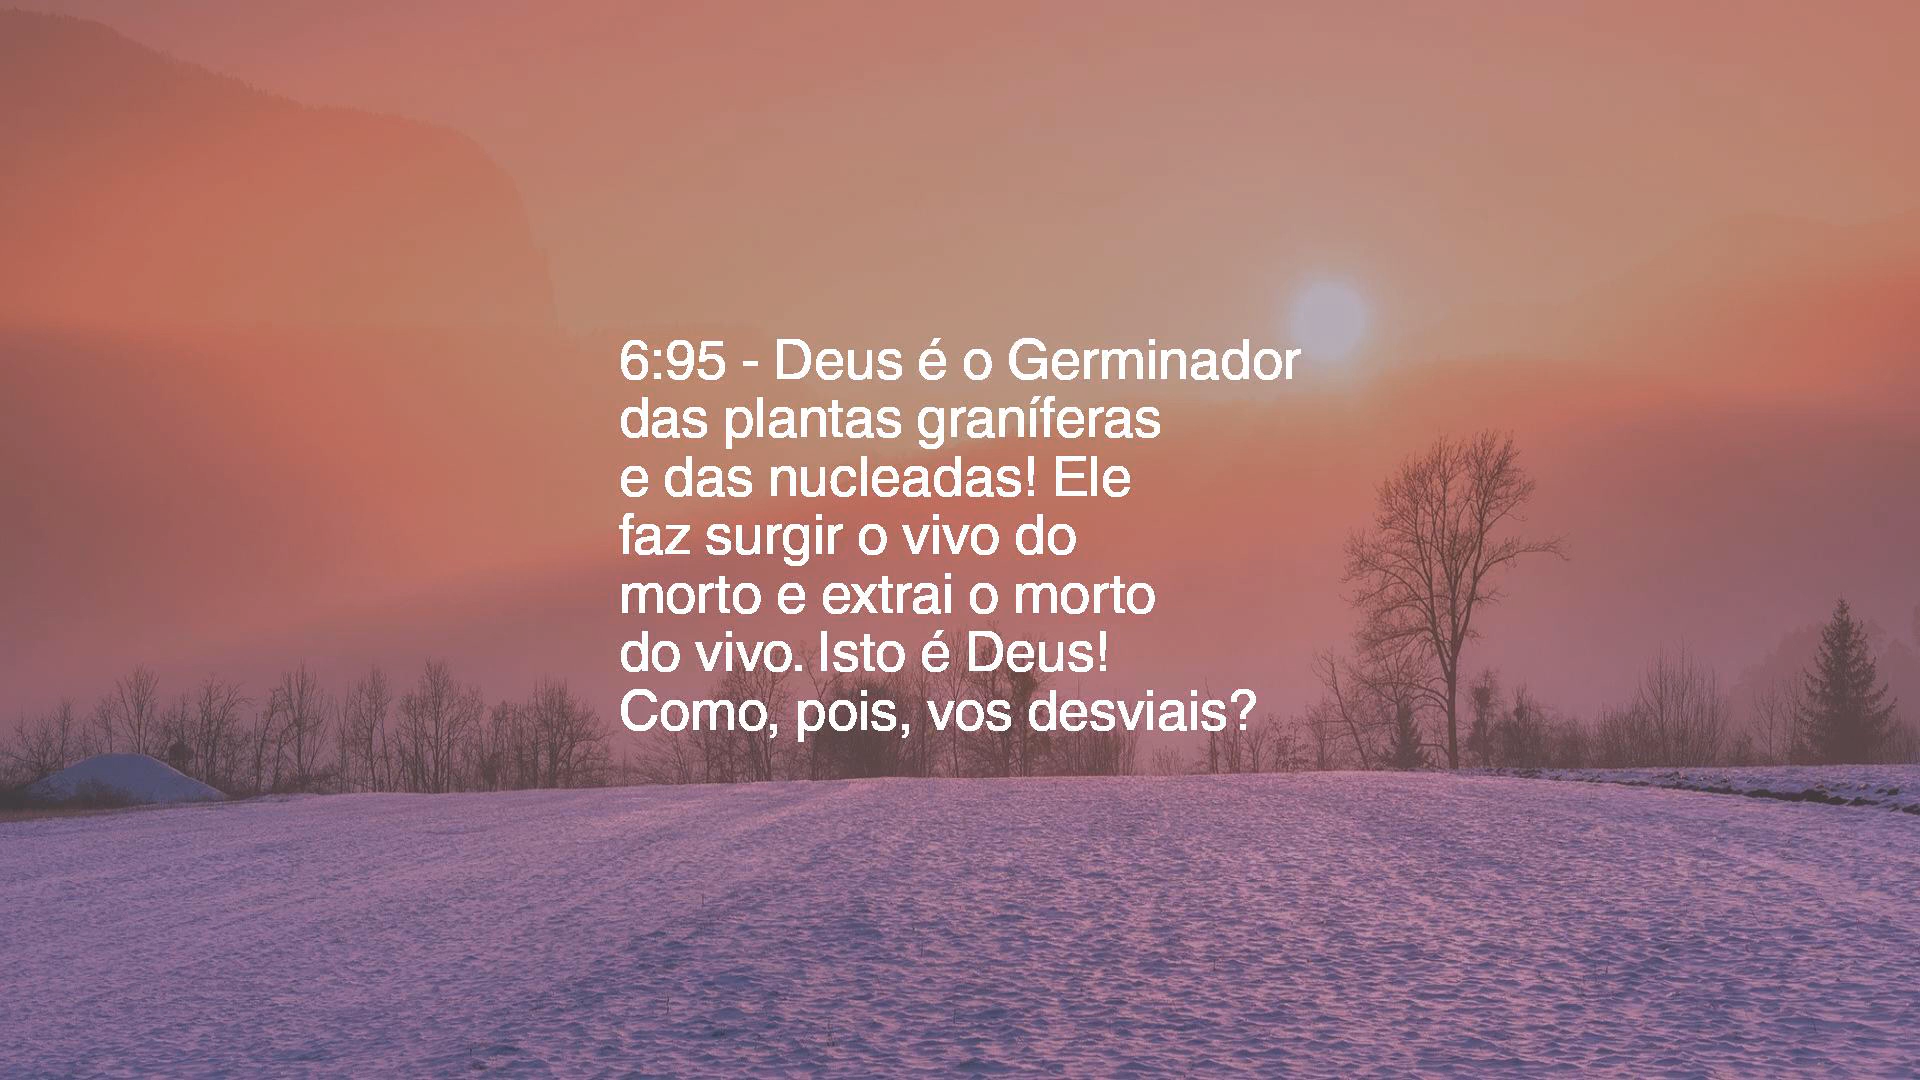 6:95 - Deus é o Germinador
das plantas graníferas
e das nucleadas! Ele
faz surgir o vivo do
morto e extrai o morto
do vivo. Isto é Deus!
Como, pois, vos desviais?